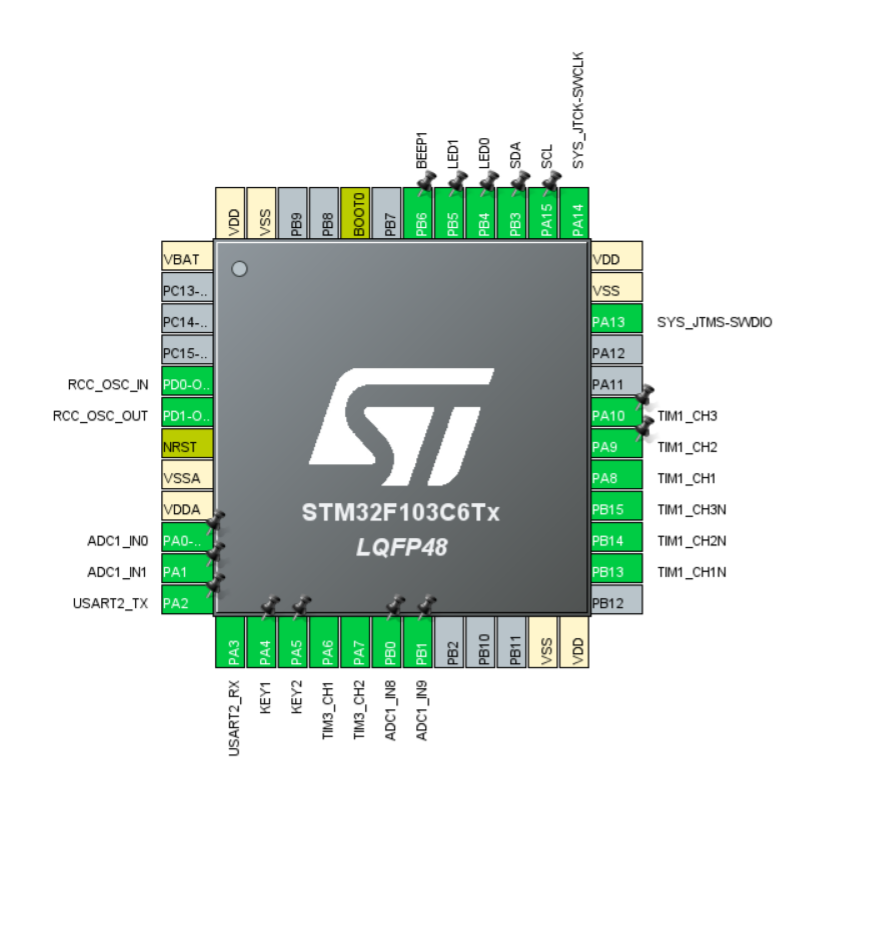 BEEP1
LED1
LED0
SDA
SCL
SYS_JTCK-SWCLK
VDD
VSS
PB9
PB8
BOOT0
PB7
PB6
PB5
PB4
PB3
PA15
PA14
VBAT
PC13-..
PC14-..
PC15-..
RCC_OSC_IN PD0-O..
RCC_OSC_OUT PD1-O..
NRST
VSSA
VDDA
ADC1_IN0 PA0-..
ADC1_IN1 PA1
USART2_TX PA2
STM32F103C6Tx
LQFP48
VDD
VSS
PA13 SYS_JTMS-SWDIO
PA12
PA11
PA10 TIM1_CH3
PA9 TIM1_CH2
PA8 TIM1_CH1
PB15 TIM1_CH3N
PB14 TIM1_CH2N
PB13 TIM1_CH1N
PB12
PA3
PA4
PA5
PA6
PA7
PB0
PB1
PB2
PB10
PB11
VSS
VDD
USART2_RX
KEY1
KEY2
TIM3_CH1
TIM3_CH2
ADC1_IN8
ADC1_IN9